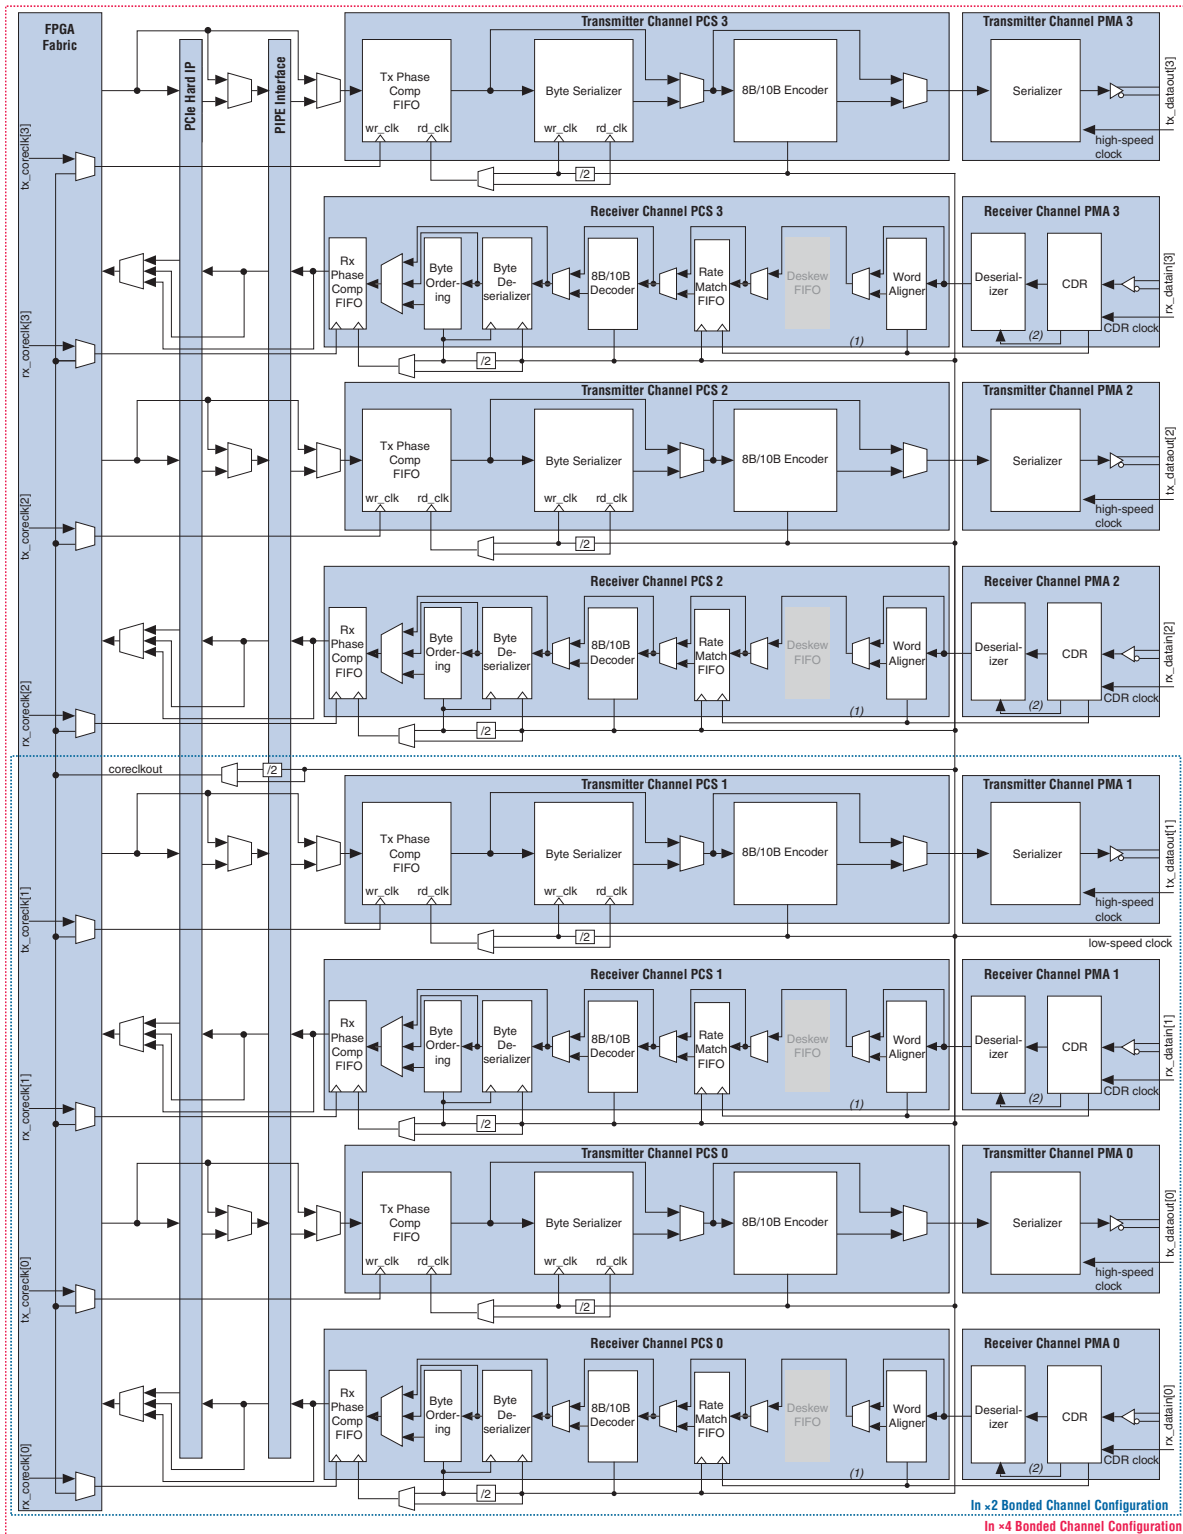 FPGA
Fabric
PCIe Hard IP
PIPE Interface
Transmitter Channel PCS 3
Tx Phase
Comp
FIFO
wr_clk
rd_clk
Byte Serializer
wr_clk
rd_clk
/2
8B/10B Encoder
Transmitter Channel PMA 3
Serializer
high-speed
clock
tx_dataout[3]
tx_coreclk[3]
Receiver Channel PCS 3
Rx
Phase
Comp
FIFO
Byte
Order-
ing
Byte
De-
serializer
8B/10B
Decoder
Rate
Match
FIFO
Deskew
FIFO
Word
Aligner
(1)
/2
Receiver Channel PMA 3
Deserial-
izer
CDR
(2)
CDR clock
rx_datain[3]
rx_coreclk[3]
Transmitter Channel PCS 2
Tx Phase
Comp
FIFO
wr_clk
rd_clk
Byte Serializer
wr_clk
rd_clk
/2
8B/10B Encoder
Transmitter Channel PMA 2
Serializer
high-speed
clock
tx_dataout[2]
tx_coreclk[2]
Receiver Channel PCS 2
Rx
Phase
Comp
FIFO
Byte
Order-
ing
Byte
De-
serializer
8B/10B
Decoder
Rate
Match
FIFO
Deskew
FIFO
Word
Aligner
(1)
/2
Receiver Channel PMA 2
Deserial-
izer
CDR
(2)
CDR clock
rx_datain[2]
rx_coreclk[2]
coreclkout
/2
Transmitter Channel PCS 1
Tx Phase
Comp
FIFO
wr_clk
rd_clk
Byte Serializer
wr_clk
rd_clk
/2
8B/10B Encoder
Transmitter Channel PMA 1
Serializer
high-speed
clock
tx_dataout[1]
tx_coreclk[1]
low-speed clock
Receiver Channel PCS 1
Rx
Phase
Comp
FIFO
Byte
Order-
ing
Byte
De-
serializer
8B/10B
Decoder
Rate
Match
FIFO
Deskew
FIFO
Word
Aligner
(1)
/2
Receiver Channel PMA 1
Deserial-
izer
CDR
(2)
CDR clock
rx_datain[1]
rx_coreclk[1]
Transmitter Channel PCS 0
Tx Phase
Comp
FIFO
wr_clk
rd_clk
Byte Serializer
wr_clk
rd_clk
/2
8B/10B Encoder
Transmitter Channel PMA 0
Serializer
high-speed
clock
tx_dataout[0]
tx_coreclk[0]
Receiver Channel PCS 0
Rx
Phase
Comp
FIFO
Byte
Order-
ing
Byte
De-
serializer
8B/10B
Decoder
Rate
Match
FIFO
Deskew
FIFO
Word
Aligner
(1)
/2
Receiver Channel PMA 0
Deserial-
izer
CDR
(2)
CDR clock
rx_datain[0]
rx_coreclk[0]
In ×2 Bonded Channel Configuration
In ×4 Bonded Channel Configuration